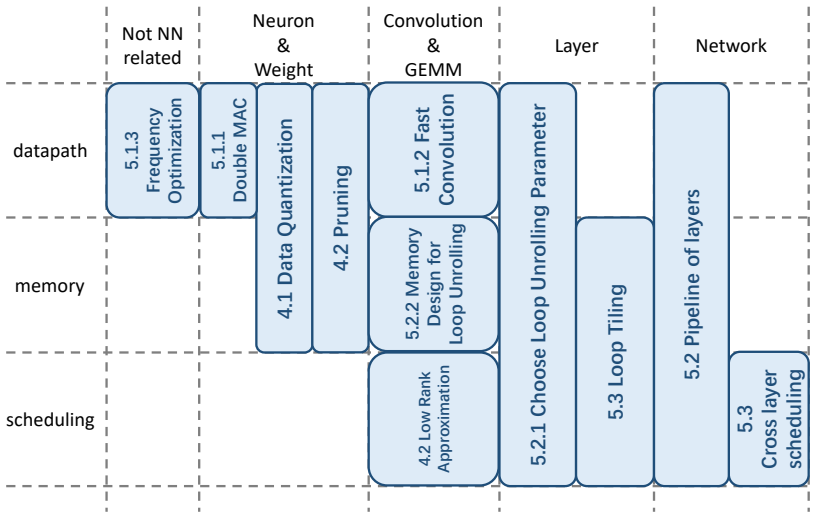 Not NN
related
Neuron
&
Weight
Convolution
&
GEMM
Layer
Network
datapath
memory
scheduling
5.1.3
Frequency
Optimization
5.1.1
Double MAC
4.1 Data Quantization
4.2 Pruning
5.1.2 Fast
Convolution
5.2.2 Memory
Design for
Loop Unrolling
4.2 Low Rank
Approximation
5.2.1 Choose Loop Unrolling Parameter
5.3 Loop Tiling
5.2 Pipeline of layers
5.3
Cross layer
scheduling